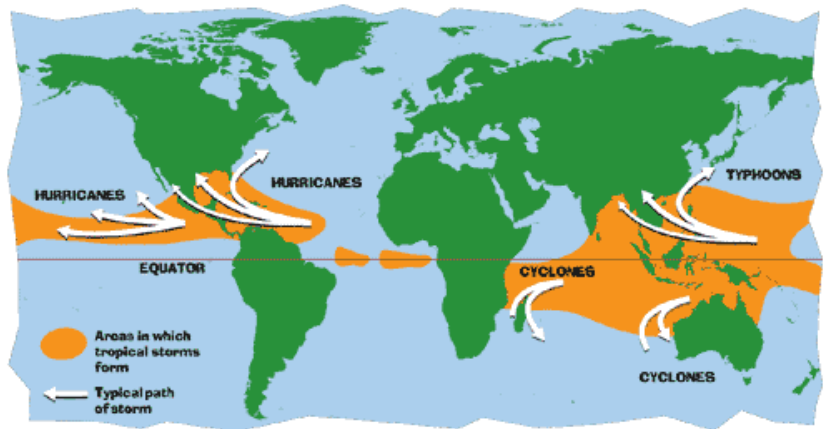 HURRICANES
HURRICANES
TYPHOONS
EQUATOR
CYCLONES
Areas in which
tropical storms
form
CYCLONES
Typical path
of storm